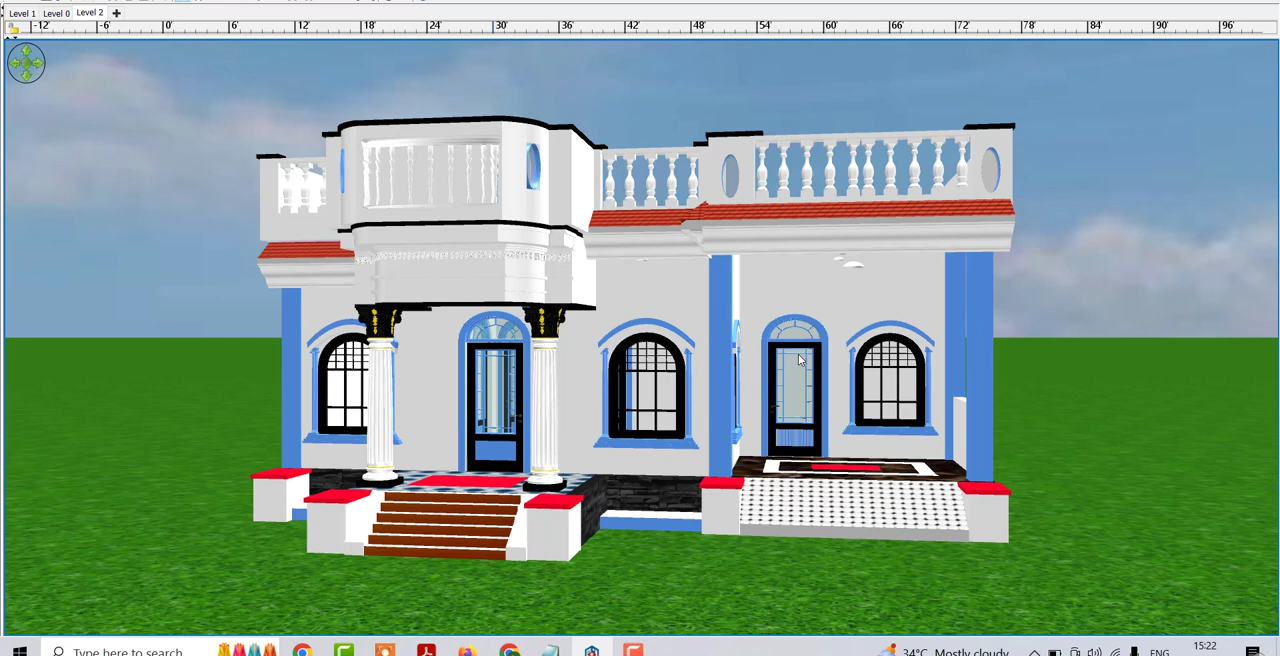 Level 1 Level 0 Level 2
-12' -6' 0' 6' 12' 18' 24' 30' 36' 42' 48' 54' 60' 66' 72' 78' 84' 90' 96'
Type here to search
34°C Mostly cloudy
ENG
15:22